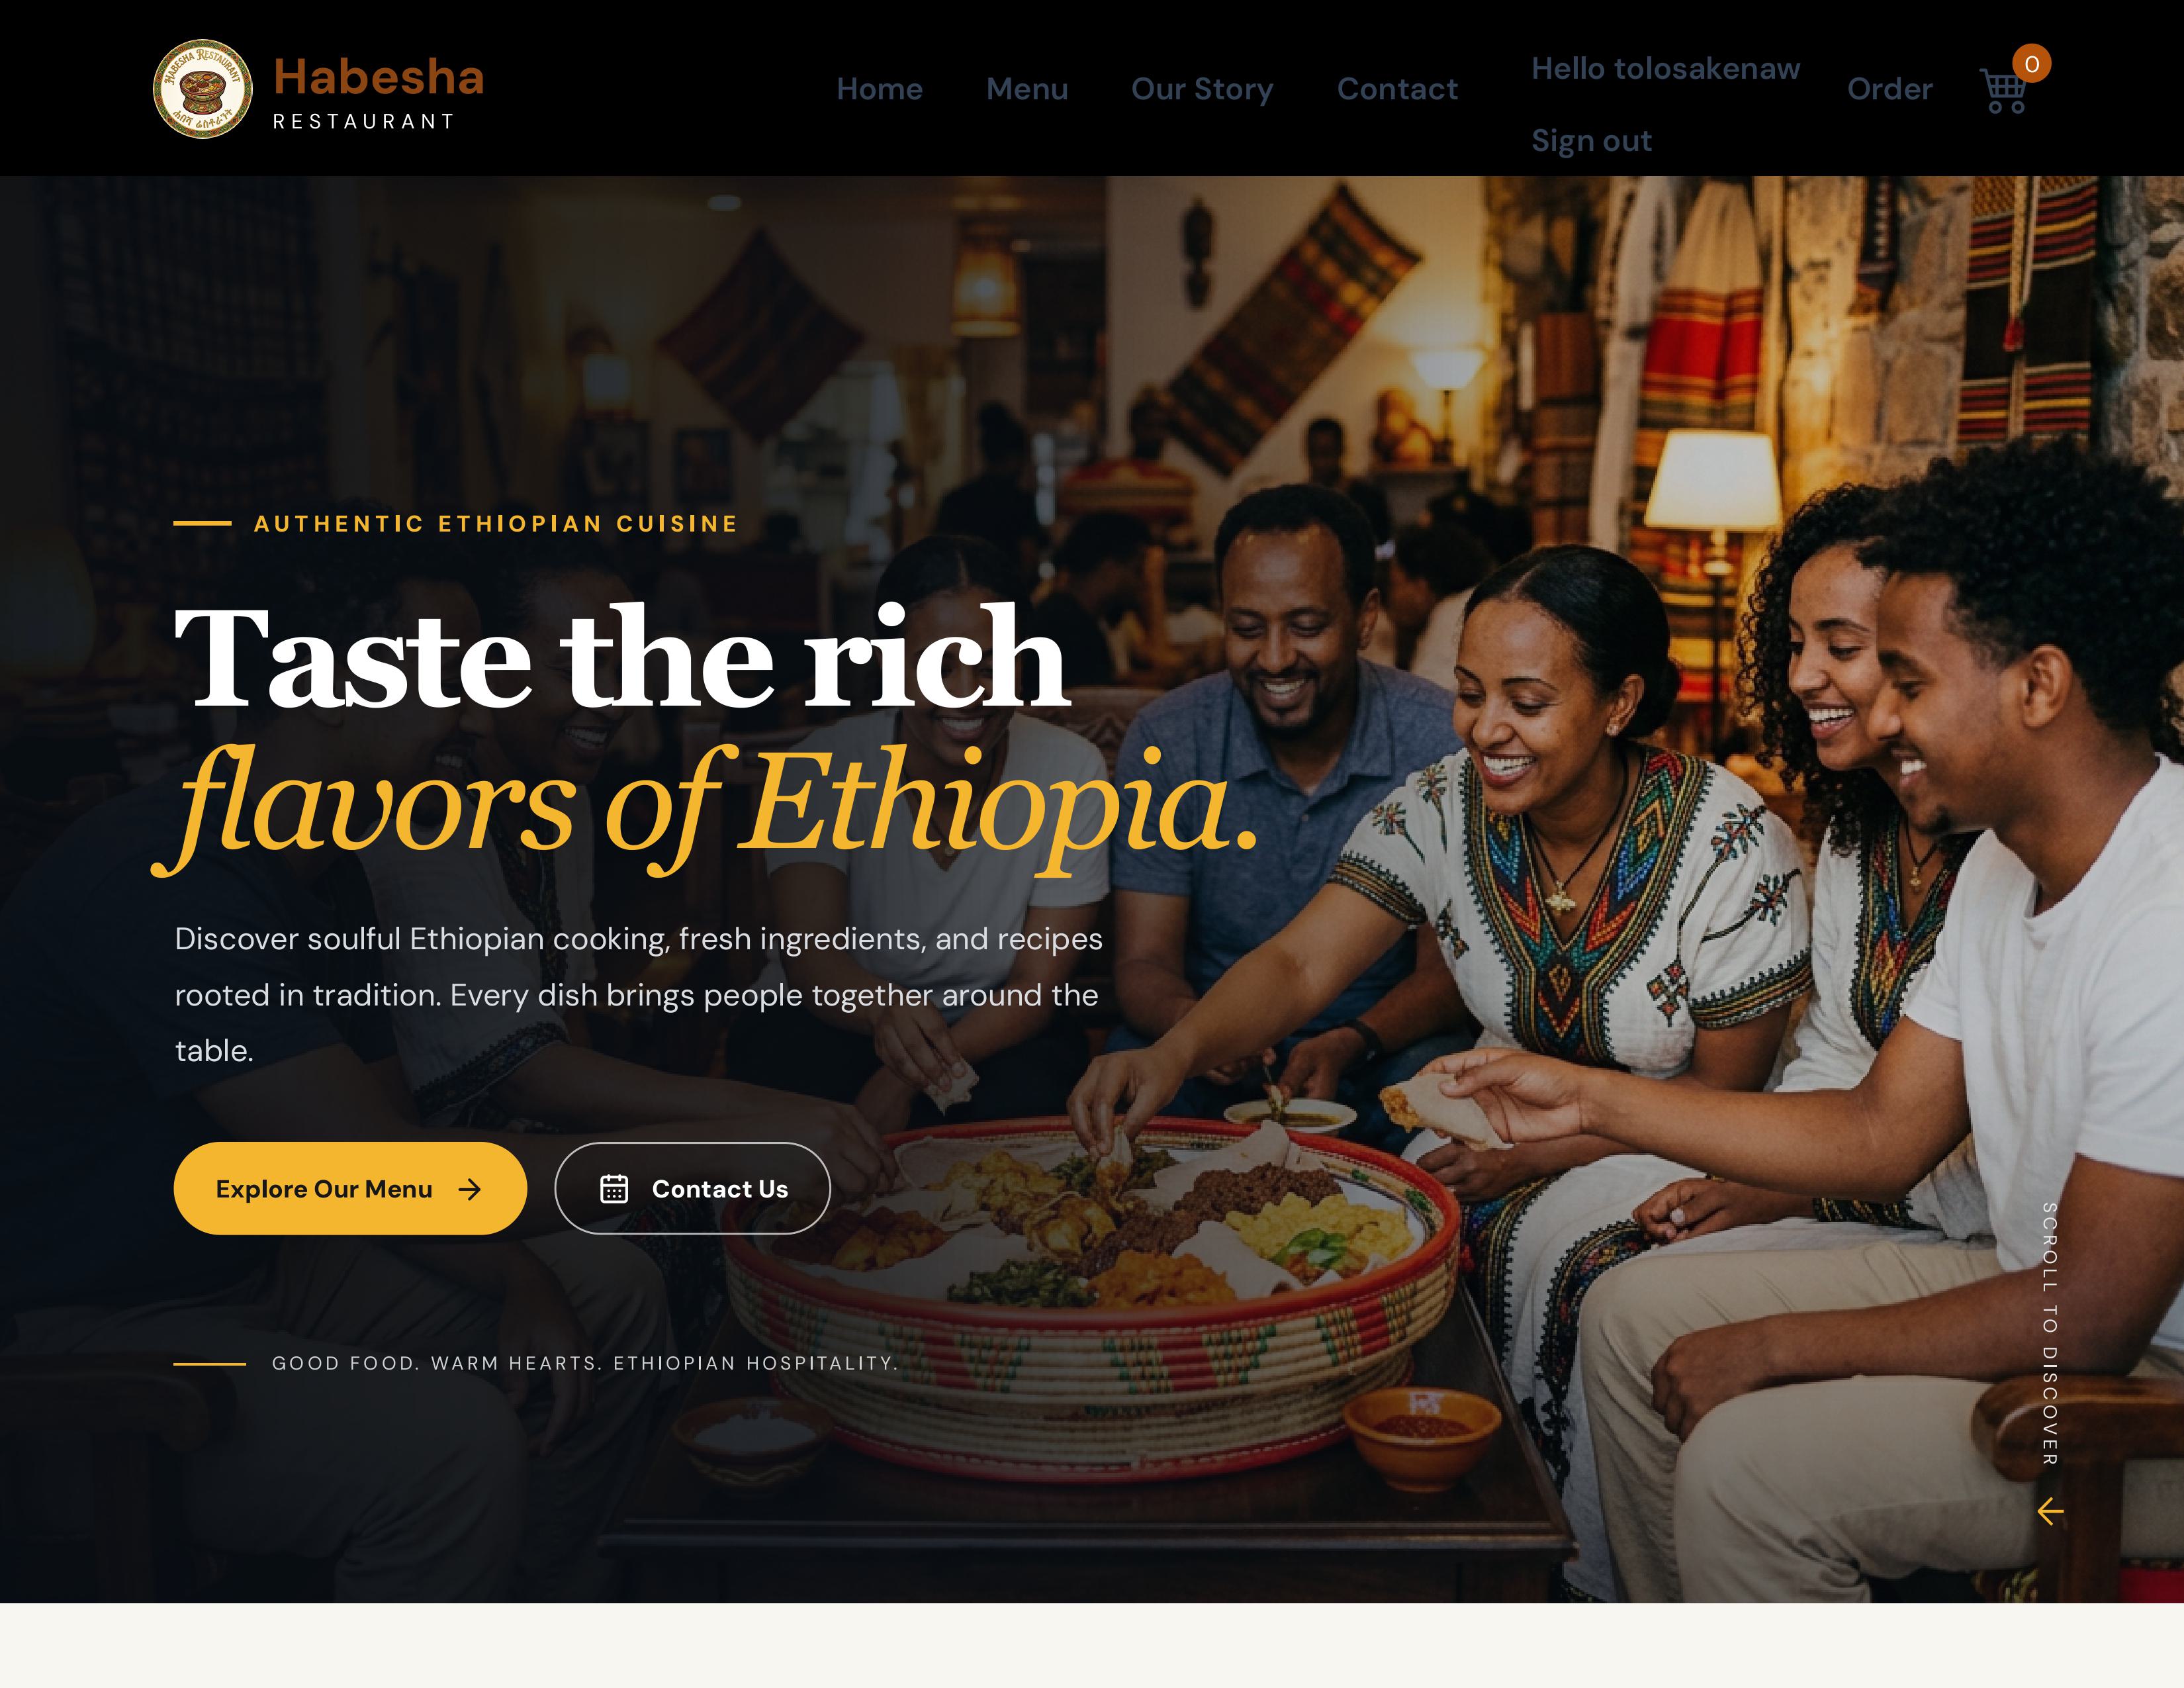 HABESHA RESTAURANT
Habesha
RESTAURANT
Home
Menu
Our Story
Contact
Hello tolosakenaw
Sign out
Order
0
AUTHENTIC ETHIOPIAN CUISINE
Taste the rich
flavors of Ethiopia.
Discover soulful Ethiopian cooking, fresh ingredients, and recipes
rooted in tradition. Every dish brings people together around the
table.
Explore Our Menu
Contact Us
GOOD FOOD. WARM HEARTS. ETHIOPIAN HOSPITALITY.
SCROLL TO DISCOVER